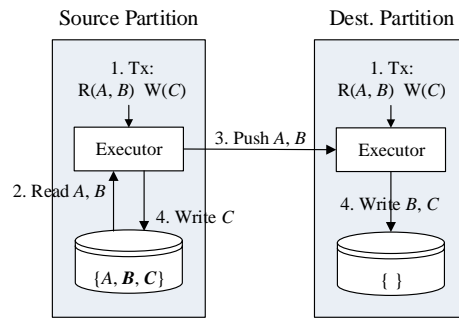 Source Partition
Dest. Partition
1. Tx:
R(A, B) W(C)
1. Tx:
R(A, B) W(C)
Executor
3. Push A, B
Executor
2. Read A, B
4. Write C
4. Write B, C
{A, B, C}
{ }